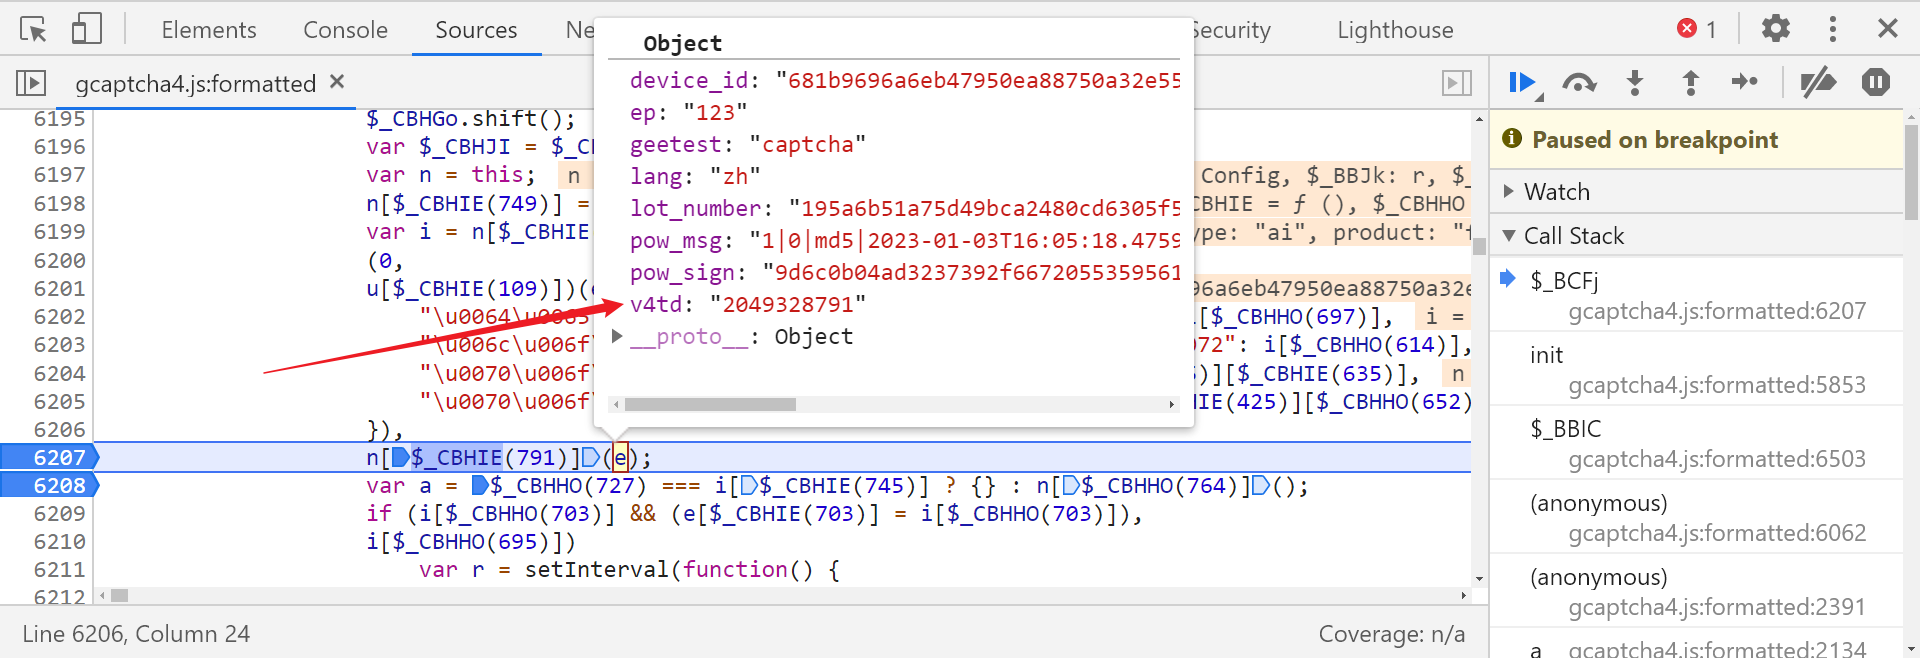 Elements Console Sources Ne Security Lighthouse 1
gcaptcha4.js:formatted
Object
device_id: "681b9696a6eb47950ea88750a32e55
ep: "123"
geetest: "captcha"
lang: "zh"
lot_number: "195a6b51a75d49bca2480cd6305f5
pow_msg: "1|0|md5|2023-01-03T16:05:18.4759
pow_sign: "9d6c0b04ad3237392f6672055359561
v4td: "2049328791"
__proto__: Object
6195 $_CBHGo.shift();
6196 var $_CBHJI = $_C
6197 var n = this; n Config, $_BBJk: r, $_
6198 n[$_CBHIE(749)] = CBHIE = ƒ (), $_CBHHO
6199 var i = n[$_CBHIE ype: "ai", product: "f
6200 (0,
6201 u[$_CBHIE(109)])( 96a6eb47950ea88750a32e
6202 "\u0064\u0065 [$_CBHHO(697)], i =
6203 "\u006c\u006f\ 072": i[$_CBHHO(614)],
6204 "\u0070\u006f\ )][$_CBHIE(635)], n
6205 "\u0070\u006f\ HIE(425)][$_CBHHO(652)
6206 }),
6207 n[$_CBHIE(791)](e);
6208 var a = $_CBHHO(727) === i[$_CBHIE(745)] ? {} : n[$_CBHHO(764)]();
6209 if (i[$_CBHHO(703)] && (e[$_CBHIE(703)] = i[$_CBHHO(703)]),
6210 i[$_CBHHO(695)])
6211 var r = setInterval(function() {
6212
Line 6206, Column 24 Coverage: n/a
Paused on breakpoint
Watch
Call Stack
$_BCFj
gcaptcha4.js:formatted:6207
init
gcaptcha4.js:formatted:5853
$_BBIC
gcaptcha4.js:formatted:6503
(anonymous)
gcaptcha4.js:formatted:6062
(anonymous)
gcaptcha4.js:formatted:2391
a
gcaptcha4.js:formatted:2134